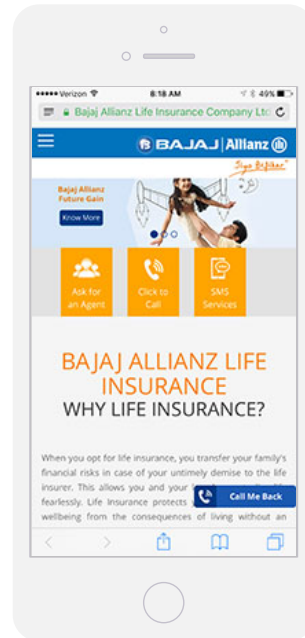 Verizon 8:18 AM 49%
Bajaj Allianz Life Insurance Company Ltd
BAJAJ Allianz
Jiyo Befikar
Bajaj Allianz
Future Gain
Know More
Ask for
an Agent
Click to
Call
SMS
Services
BAJAJ ALLIANZ LIFE
INSURANCE
WHY LIFE INSURANCE?
When you opt for life insurance, you transfer your family's
financial risks in case of your untimely demise to the life
insurer. This allows you and your
fearlessly. Life Insurance protects
wellbeing from the consequences of living without an
Call Me Back